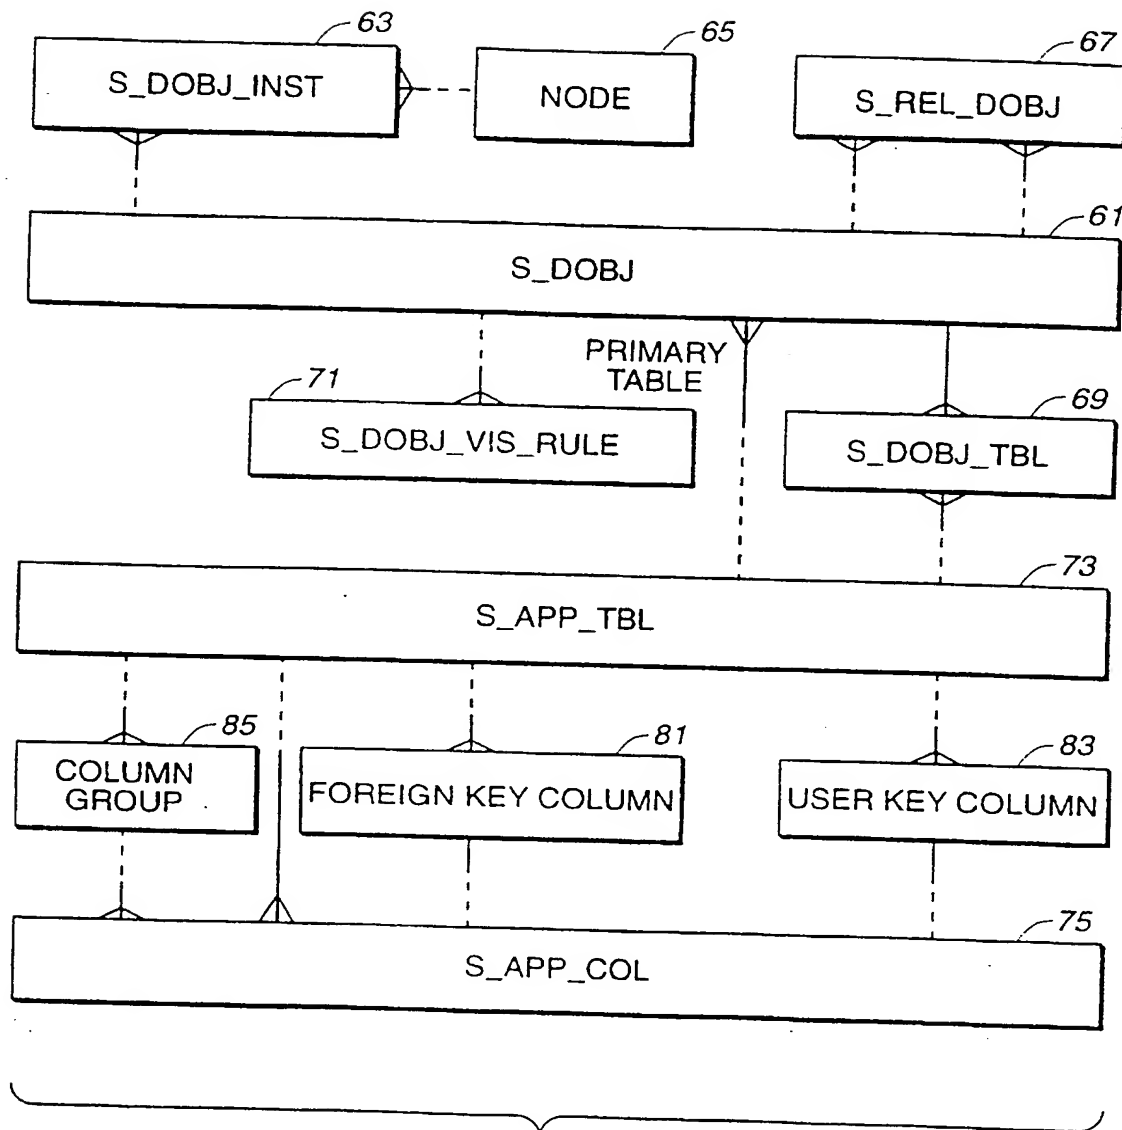 63
65
67
S_DOBJ_INST
NODE
S_REL_DOBJ
61
S_DOBJ
PRIMARY
TABLE
71
69
S_DOBJ_VIS_RULE
S_DOBJ_TBL
73
S_APP_TBL
85
81
83
COLUMN
GROUP
FOREIGN KEY COLUMN
USER KEY COLUMN
75
S_APP_COL